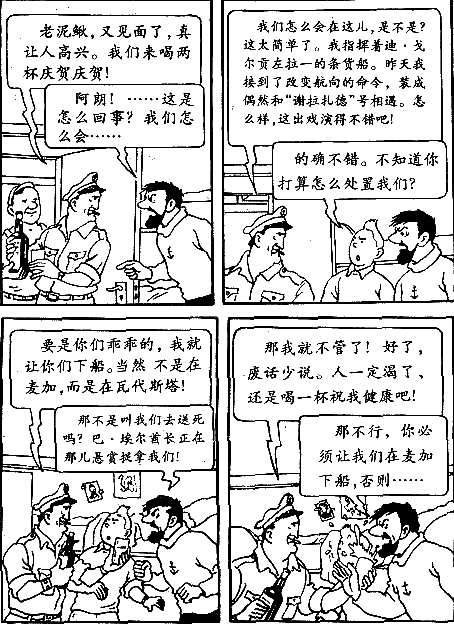 老泥鳅，又见面了，真
让人高兴。我们来喝两
杯庆贺庆贺！
阿朗！……这是
怎么回事？我们怎
么会……
我们怎么会在这儿，是不是？
这太简单了。我指挥着迪·戈
尔贡左拉一的条货船。昨天我
接到了改变航向的命令，装成
偶然和“谢拉扎德”号相遇。怎
么样，这出戏演得不错吧！
的确不错。不知道你
打算怎么处置我们？
要是你们乖乖的，我就
让你们下船。当然 不是在
麦加，而是在瓦代斯塔！
那不是叫我们去送死
吗？巴·埃尔酋长正在
那儿悬赏捉拿我们！
那我就不管了！好了，
废话少说。人一定渴了、
还是喝一杯祝我健康吧！
那不行，你必
须让我们在麦加
下船，否则……